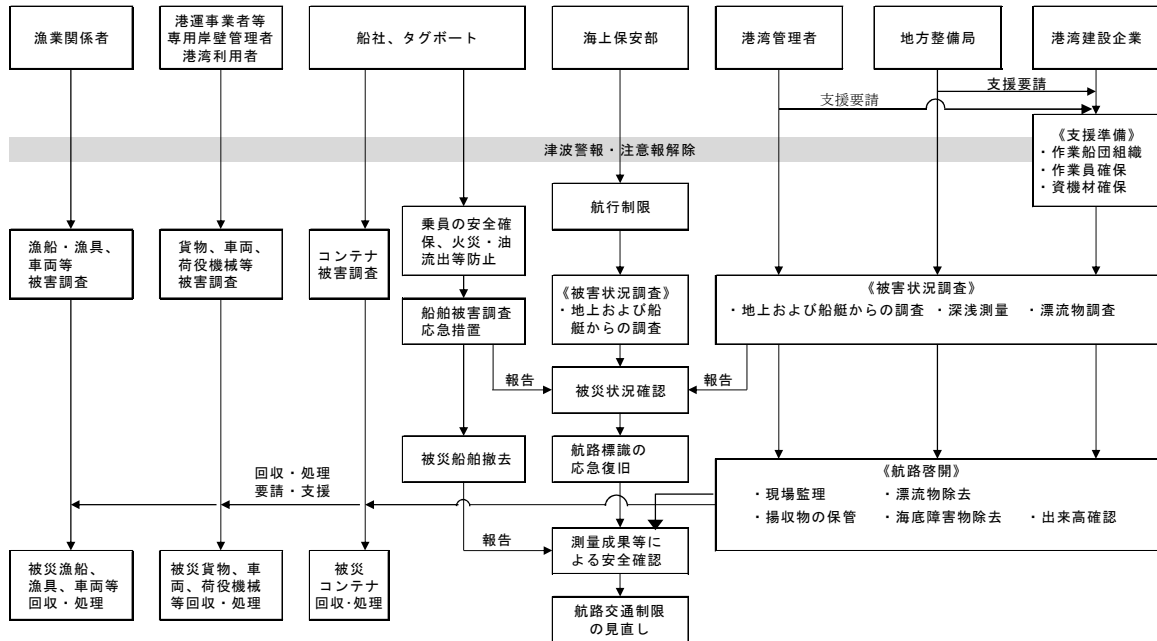 漁業関係者
港運事業者等
専用岸壁管理者
港湾利用者
船社、タグボート
海上保安部
港湾管理者
地方整備局
港湾建設企業
支援要請
支援要請
津波警報・注意報解除
《支援準備》
・作業船団組織
・作業員確保
・資機材確保
航行制限
漁船・漁具、
車両等
被害調査
貨物、車両、
荷役機械等
被害調査
コンテナ
被害調査
乗員の安全確
保、火災・油
流出等防止
船舶被害調査
応急措置
《被害状況調査》
・地上および船
艇からの調査
《被害状況調査》
・地上および船艇からの調査 ・深浅測量 ・漂流物調査
報告
被災状況確認
報告
被災船舶撤去
航路標識の
応急復旧
回収・処理
要請・支援
《航路啓開》
・現場監理 ・漂流物除去
・揚収物の保管 ・海底障害物除去 ・出来高確認
報告
測量成果等に
よる安全確認
被災漁船、
漁具、車両等
回収・処理
被災貨物、車
両、荷役機械
等回収・処理
被災
コンテナ
回収・処理
航路交通制限
の見直し